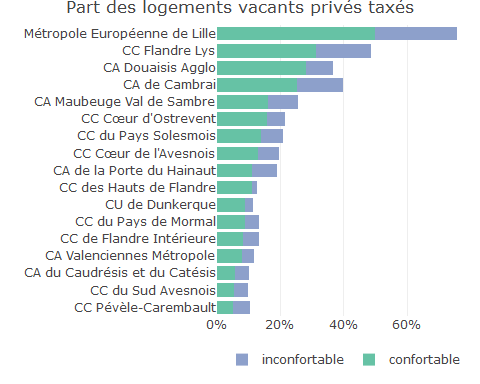 Part des logements vacants privés taxés
Métropole Européenne de Lille
CC Flandre Lys
CA Douaisis Agglo
CA de Cambrai
CA Maubeuge Val de Sambre
CC Cœur d'Ostrevent
CC du Pays Solesmois
CC Cœur de l'Avesnois
CA de la Porte du Hainaut
CC des Hauts de Flandre
CU de Dunkerque
CC du Pays de Mormal
CC de Flandre Intérieure
CA Valenciennes Métropole
CA du Caudrésis et du Catésis
CC du Sud Avesnois
CC Pévèle-Carembault
0% 20% 40% 60%
inconfortable confortable